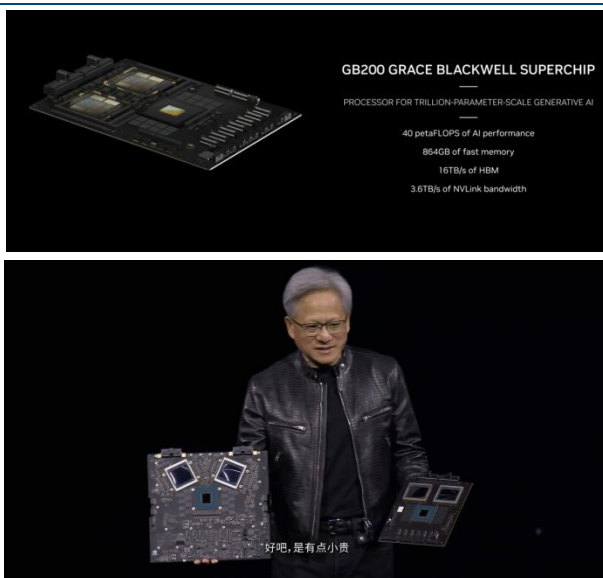 GB200 GRACE BLACKWELL SUPERCHIP
PROCESSOR FOR TRILLION-PARAMETER-SCALE GENERATIVE AI
40 petaFLOPS of AI performance
864GB of fast memory
16TB/s of HBM
3.6TB/s of NVLink bandwidth
好吧，是有点小贵